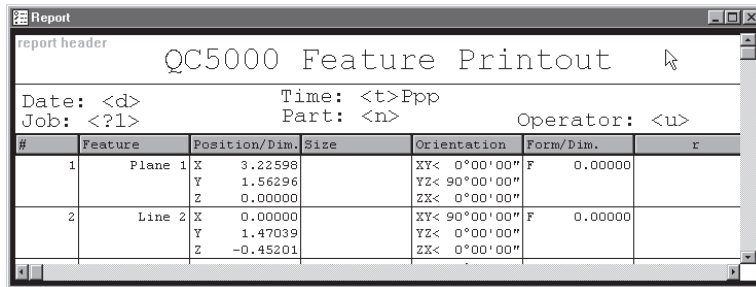 Report
report header
QC5000 Feature Printout
Date: <d> Time: <t>Ppp
Job: <?1> Part: <n> Operator: <u>
# Feature Position/Dim. Size Orientation Form/Dim. r
1 Plane 1 X 3.22598 XY< 0°00'00" F 0.00000
Y 1.56296 YZ< 90°00'00"
Z 0.00000 ZX< 0°00'00"
2 Line 2 X 0.00000 XY< 90°00'00" F 0.00000
Y 1.47039 YZ< 0°00'00"
Z -0.45201 ZX< 0°00'00"